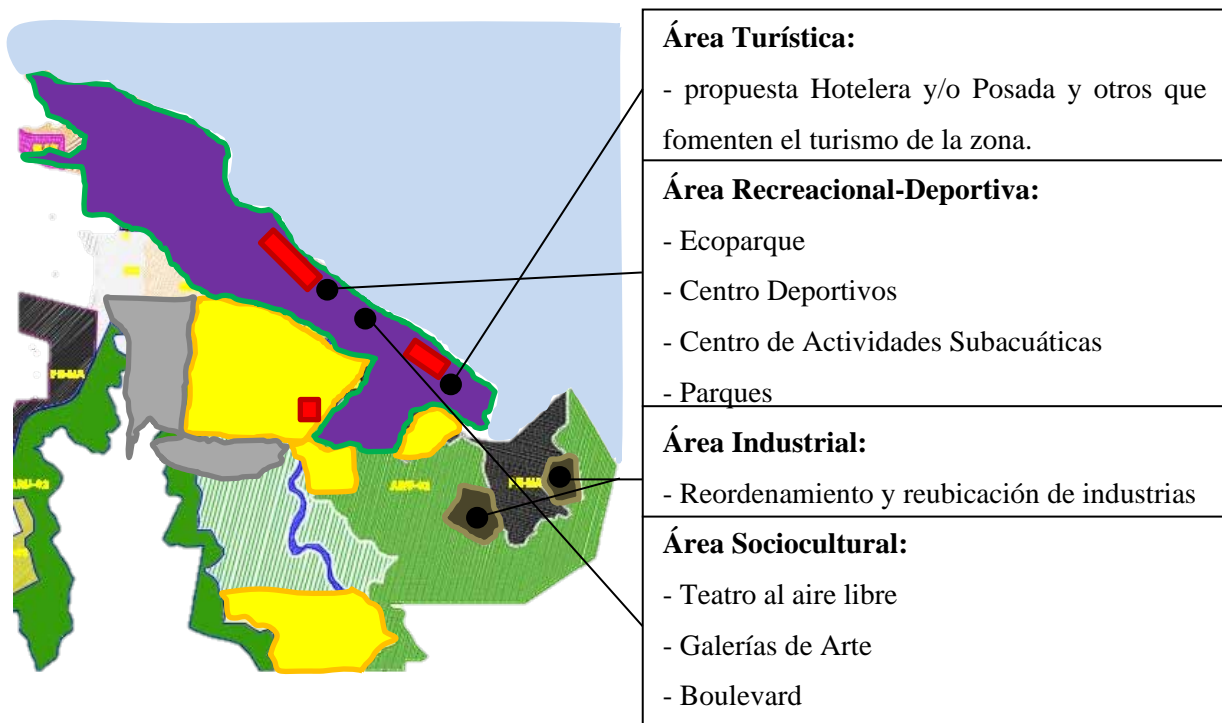 Área Turística:
- propuesta Hotelera y/o Posada y otros que
fomenten el turismo de la zona.
Área Recreacional-Deportiva:
- Ecoparque
- Centro Deportivos
- Centro de Actividades Subacuáticas
- Parques
Área Industrial:
- Reordenamiento y reubicación de industrias
Área Sociocultural:
- Teatro al aire libre
- Galerías de Arte
- Boulevard